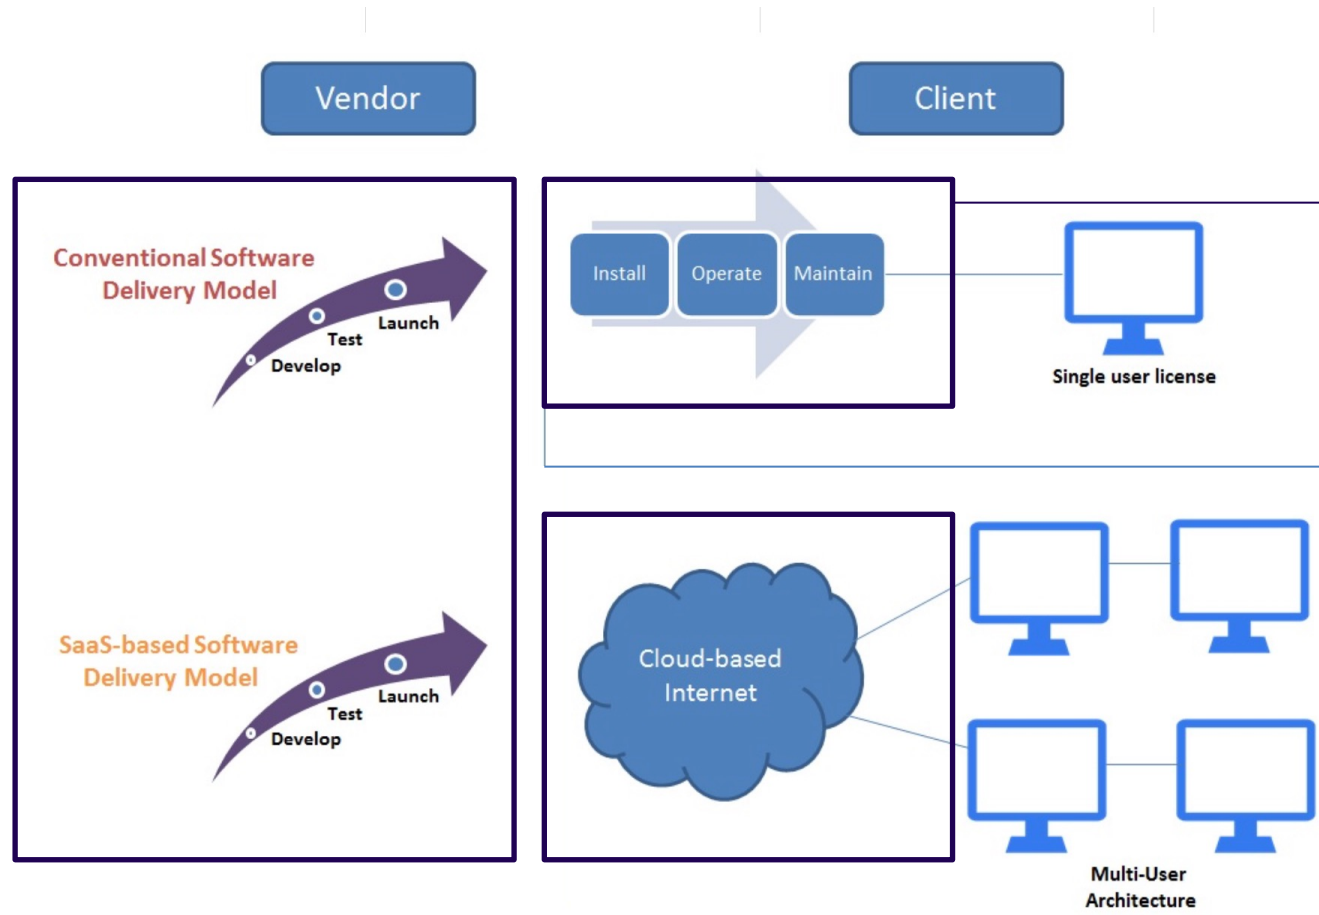 Vendor
Client
Conventional Software
Delivery Model
Launch
Test
Develop
Install
Operate
Maintain
Single user license
SaaS-based Software
Delivery Model
Launch
Test
Develop
Cloud-based
Internet
Multi-User
Architecture